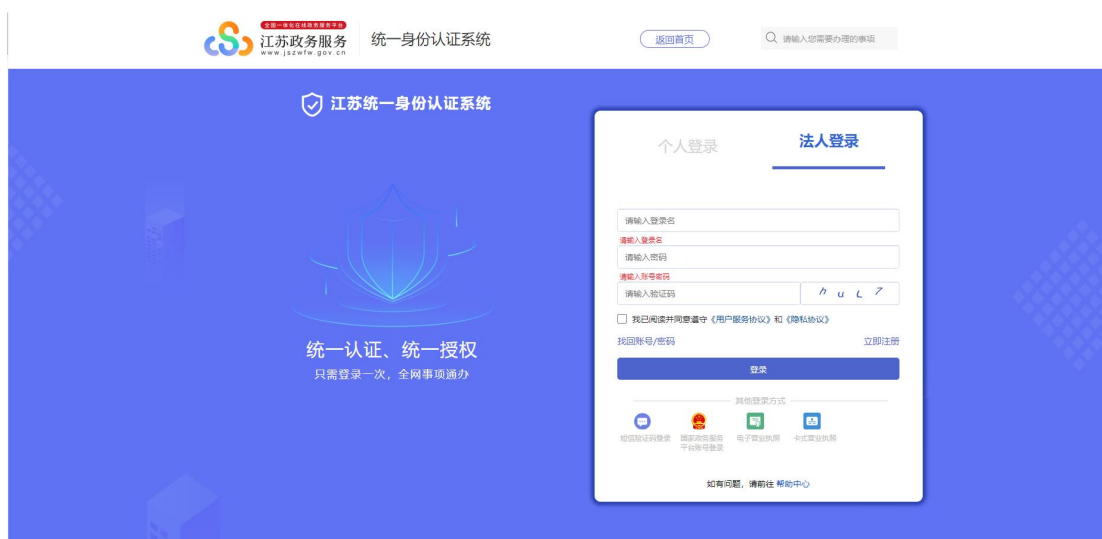 全国一体化在线政务服务平台
江苏政务服务
www.jszwfw.gov.cn
统一身份认证系统
返回首页
请输入您需要办理的事项
江苏统一身份认证系统
统一认证、统一授权
只需登录一次，全网事项通办
个人登录
法人登录
请输入登录名
请输入登录名
请输入密码
请输入账号密码
请输入验证码
h u L 7
我已阅读并同意遵守《用户服务协议》和《隐私协议》
找回账号/密码
立即注册
登录
其他登录方式
短信验证码登录
国家政务服务
平台账号登录
电子营业执照
卡式营业执照
如有问题，请前往 帮助中心